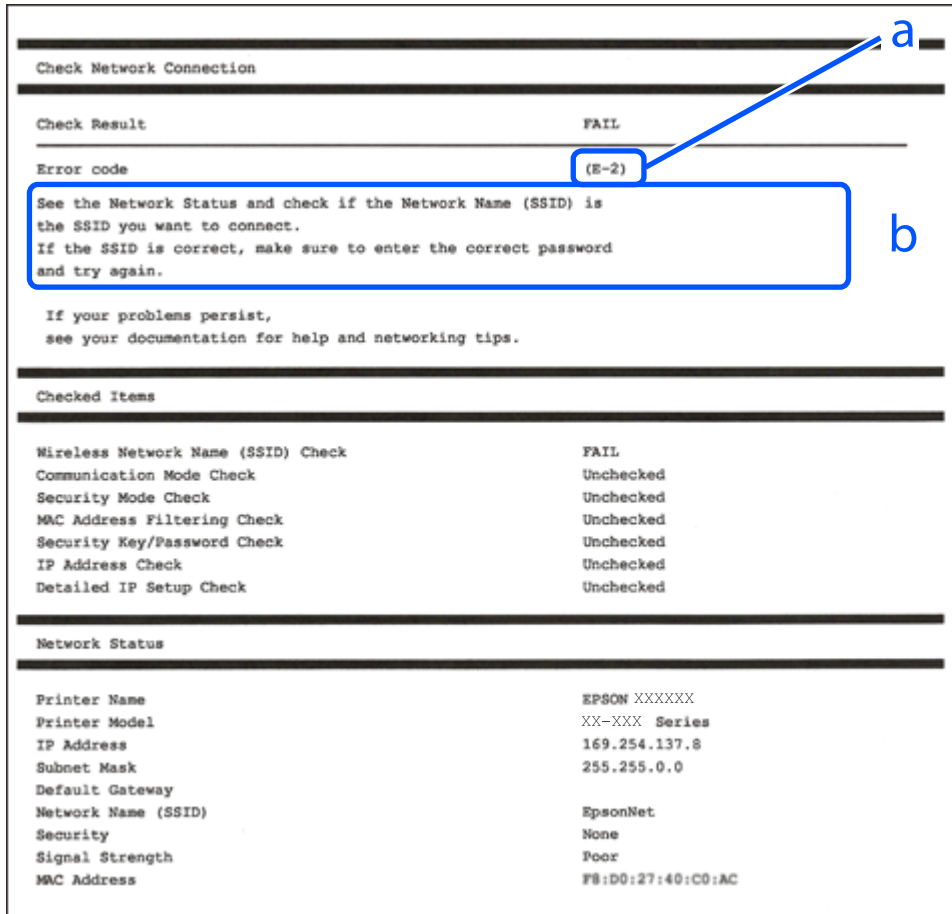 a
Check Network Connection
Check Result FAIL
Error code (E-2)
See the Network Status and check if the Network Name (SSID) is
the SSID you want to connect.
If the SSID is correct, make sure to enter the correct password
and try again.
b
If your problems persist,
see your documentation for help and networking tips.
Checked Items
Wireless Network Name (SSID) Check FAIL
Communication Mode Check Unchecked
Security Mode Check Unchecked
MAC Address Filtering Check Unchecked
Security Key/Password Check Unchecked
IP Address Check Unchecked
Detailed IP Setup Check Unchecked
Network Status
Printer Name EPSON XXXXXX
Printer Model XX-XXX Series
IP Address 169.254.137.8
Subnet Mask 255.255.0.0
Default Gateway
Network Name (SSID) EpsonNet
Security None
Signal Strength Poor
MAC Address F8:D0:27:40:C0:AC